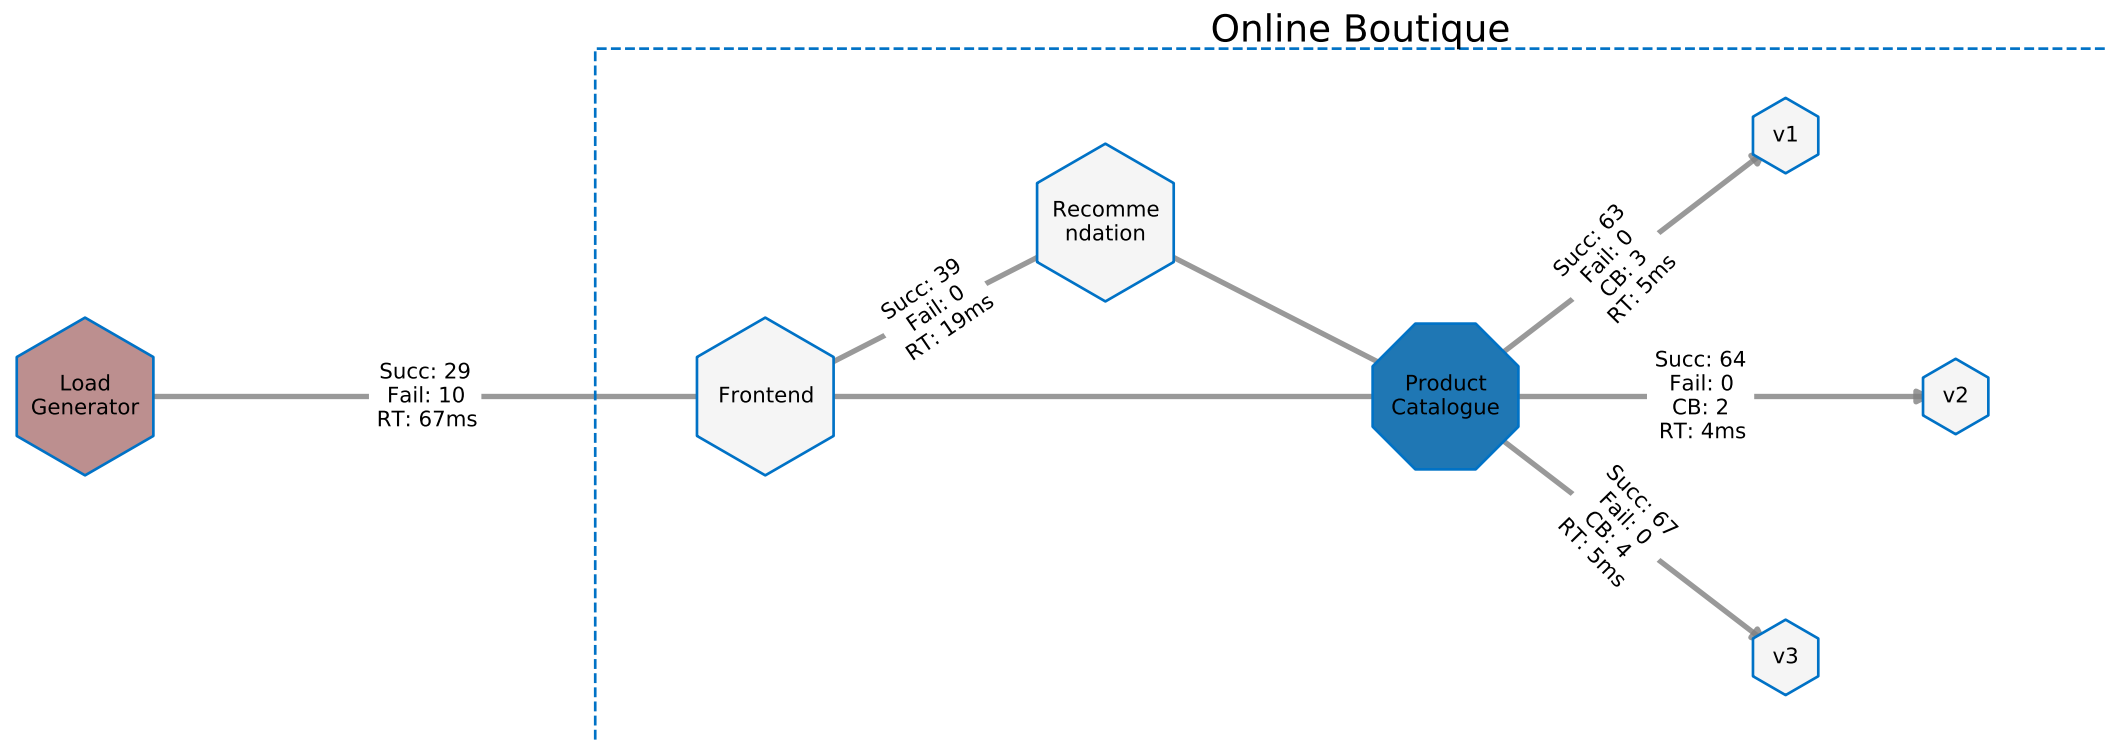 Online Boutique
Load
Generator
Succ: 29
Fail: 10
RT: 67ms
Frontend
Succ: 39
Fail: 0
RT: 19ms
Recomme
ndation
Product
Catalogue
Succ: 63
Fail: 0
CB: 3
RT: 5ms
v1
Succ: 64
Fail: 0
CB: 2
RT: 4ms
v2
Succ: 67
Fail: 0
CB: 4
RT: 5ms
v3